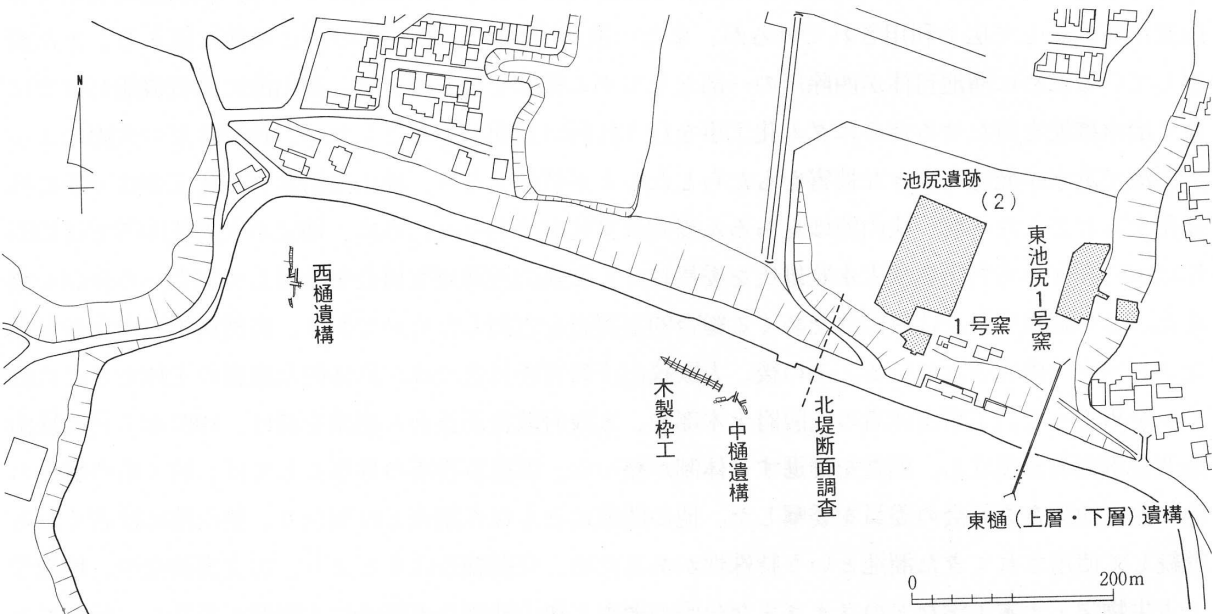 N
池尻遺跡
(2)
東池尻1号窯
1号窯
西樋遺構
木製枠工
中樋遺構
北堤断面調査
東樋(上層・下層)遺構
0 200m